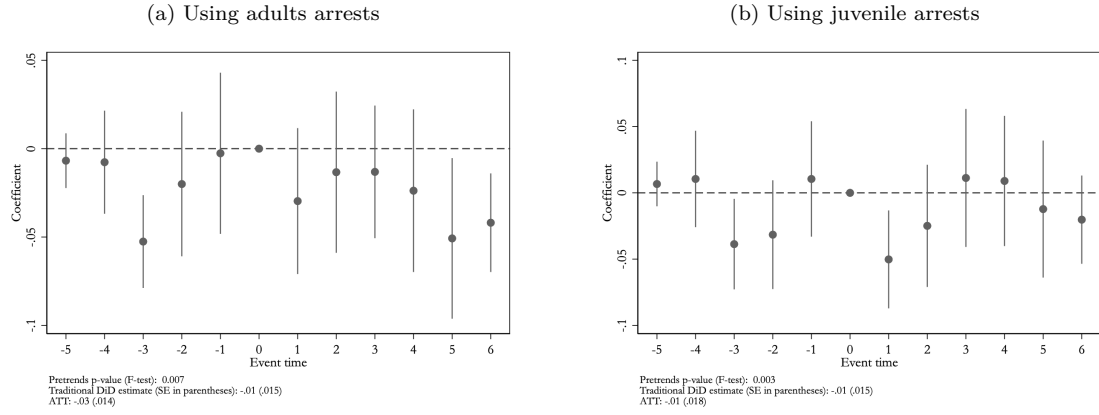 (a) Using adults arrests
.05
0
-.05
-.1
Coefficient
-5 -4 -3 -2 -1 0 1 2 3 4 5 6
Event time
Pretrends p-value (F-test): 0.007
Traditional DiD estimate (SE in parentheses): -.01 (.015)
ATT: -.03 (.014)
(b) Using juvenile arrests
.1
.05
0
-.05
-.1
Coefficient
-5 -4 -3 -2 -1 0 1 2 3 4 5 6
Event time
Pretrends p-value (F-test): 0.003
Traditional DiD estimate (SE in parentheses): -.01 (.015)
ATT: -.01 (.018)